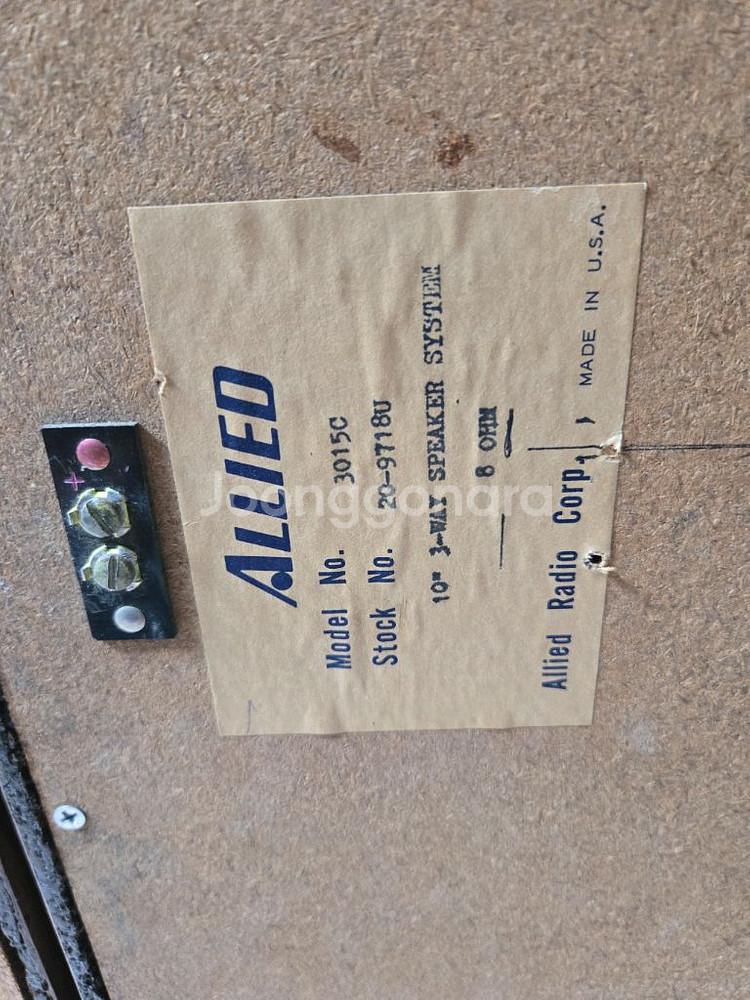 ALLIED
Model No. 3015C
Stock No. 20-9718U
10" 3-WAY SPEAKER SYSTEM
8 OHM
Allied Radio Corp., MADE IN U.S.A.
+
Joonggonara